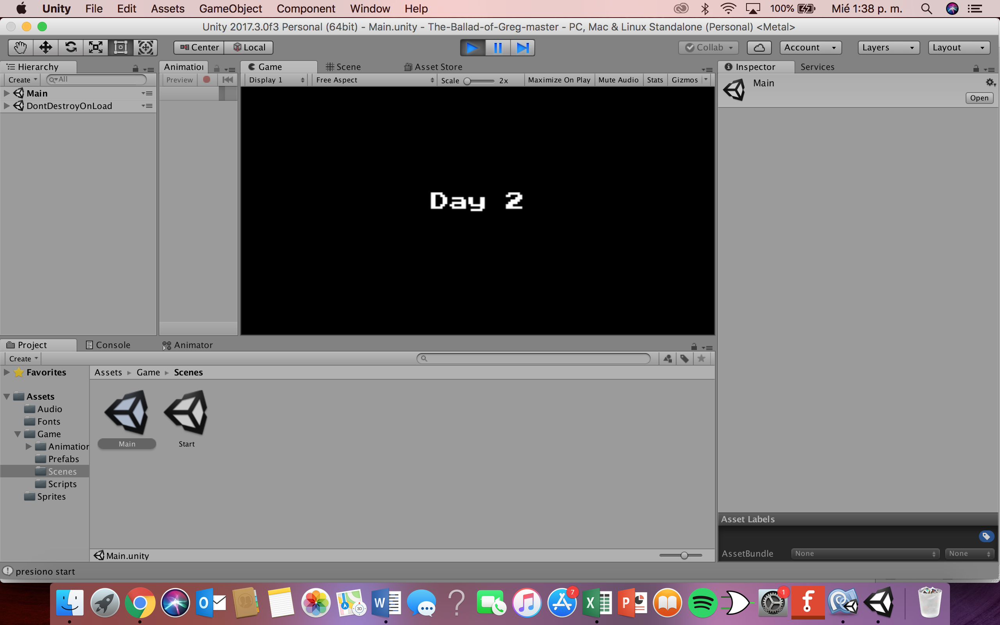 Unity File Edit Assets GameObject Component Window Help 100% Mié 1:38 p. m.
Unity 2017.3.0f3 Personal (64bit) - Main.unity - The-Ballad-of-Greg-master - PC, Mac & Linux Standalone (Personal) <Metal>
Center Local Collab Account Layers Layout
Hierarchy Animation Game Scene Asset Store Inspector Services
Create All Preview Display 1 Free Aspect Scale 2x Maximize On Play Mute Audio Stats Gizmos
Main
DontDestroyOnLoad
Main
Open
Day 2
Project Console Animator
Create
Favorites
Assets Game Scenes
Assets
Audio
Fonts
Game
Animation
Prefabs
Scenes
Scripts
Sprites
Main Start
Asset Labels
AssetBundle None None
Main.unity
presiono start
O W ? 3D 7 X P 1 f